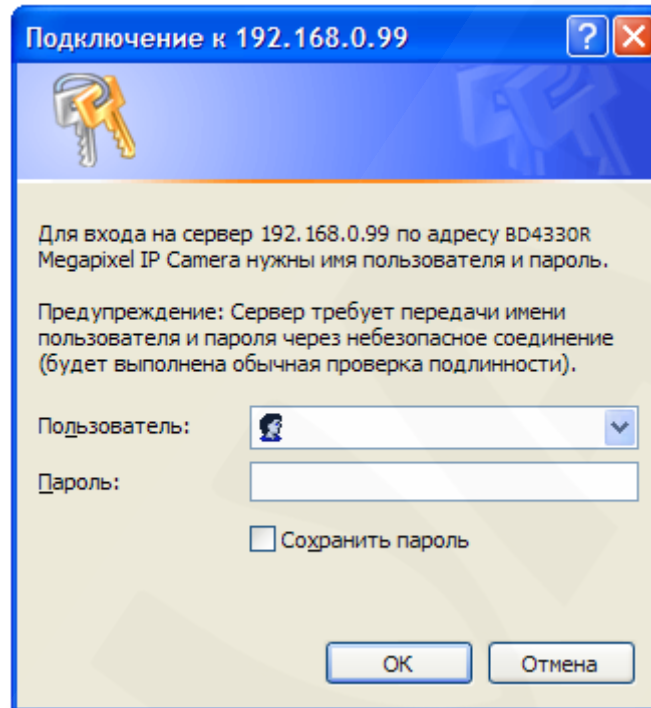 Подключение к 192.168.0.99
Для входа на сервер 192.168.0.99 по адресу BD4330R
Megapixel IP Camera нужны имя пользователя и пароль.
Предупреждение: Сервер требует передачи имени
пользователя и пароля через небезопасное соединение
(будет выполнена обычная проверка подлинности).
Пользователь:
Пароль:
Сохранить пароль
ОК
Отмена